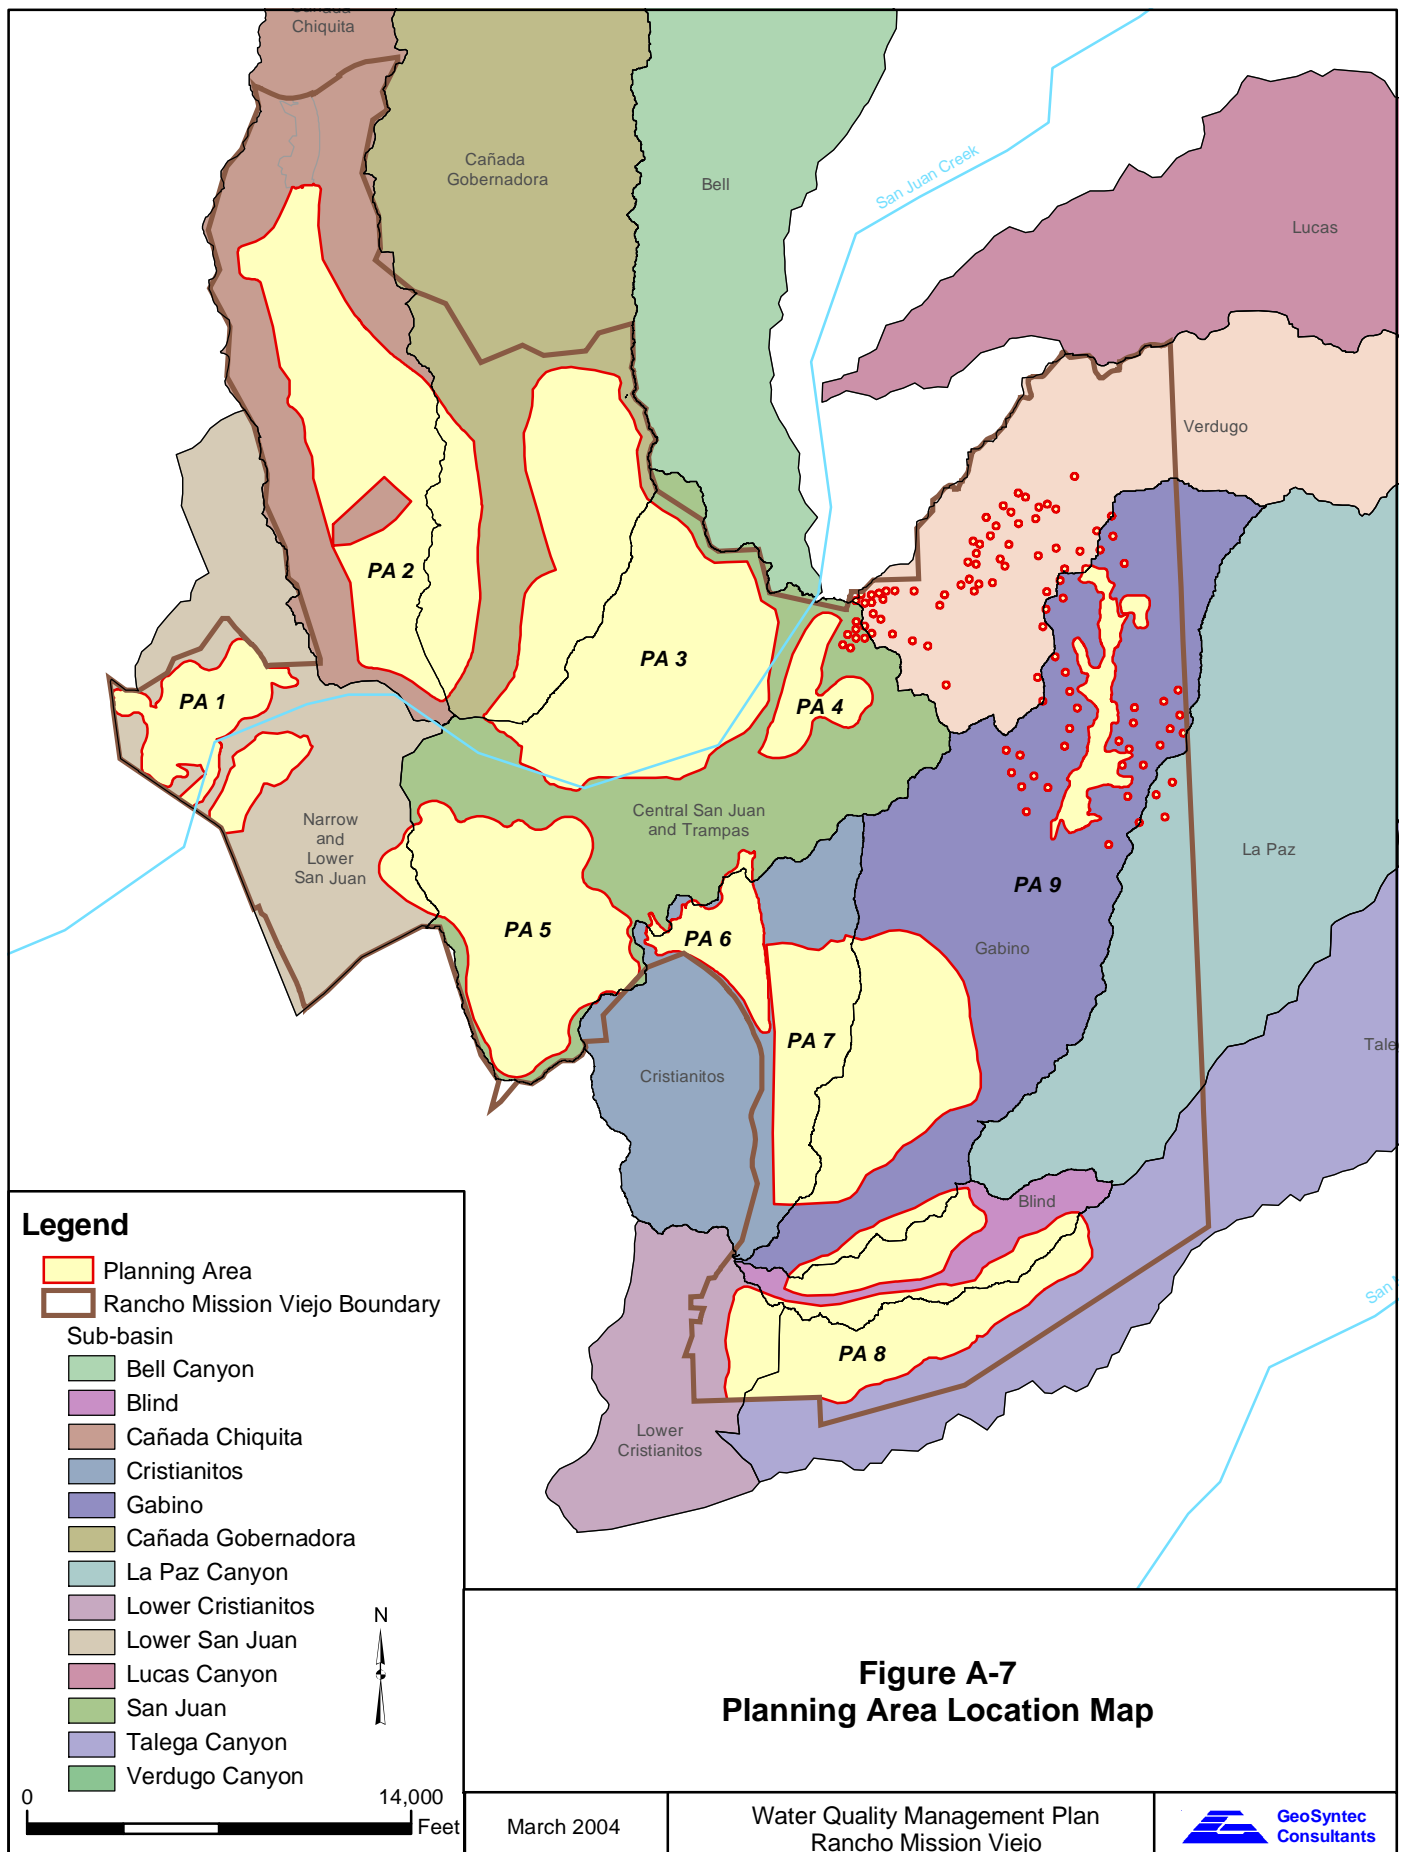 Chiquita
Cañada
Gobernadora
Bell
San Juan Creek
Lucas
Verdugo
PA 2
PA 3
PA 1
PA 4
Narrow
and
Lower
San Juan
Central San Juan
and Trampas
La Paz
PA 9
PA 5
PA 6
Gabino
PA 7
Tale
Cristianitos
Blind
San
PA 8
Lower
Cristianitos
Legend
Planning Area
Rancho Mission Viejo Boundary
Sub-basin
Bell Canyon
Blind
Cañada Chiquita
Cristianitos
Gabino
Cañada Gobernadora
La Paz Canyon
Lower Cristianitos
Lower San Juan
Lucas Canyon
San Juan
Talega Canyon
Verdugo Canyon
N
0 14,000
Feet
Figure A-7
Planning Area Location Map
March 2004
Water Quality Management Plan
Rancho Mission Viejo
GeoSyntec
Consultants